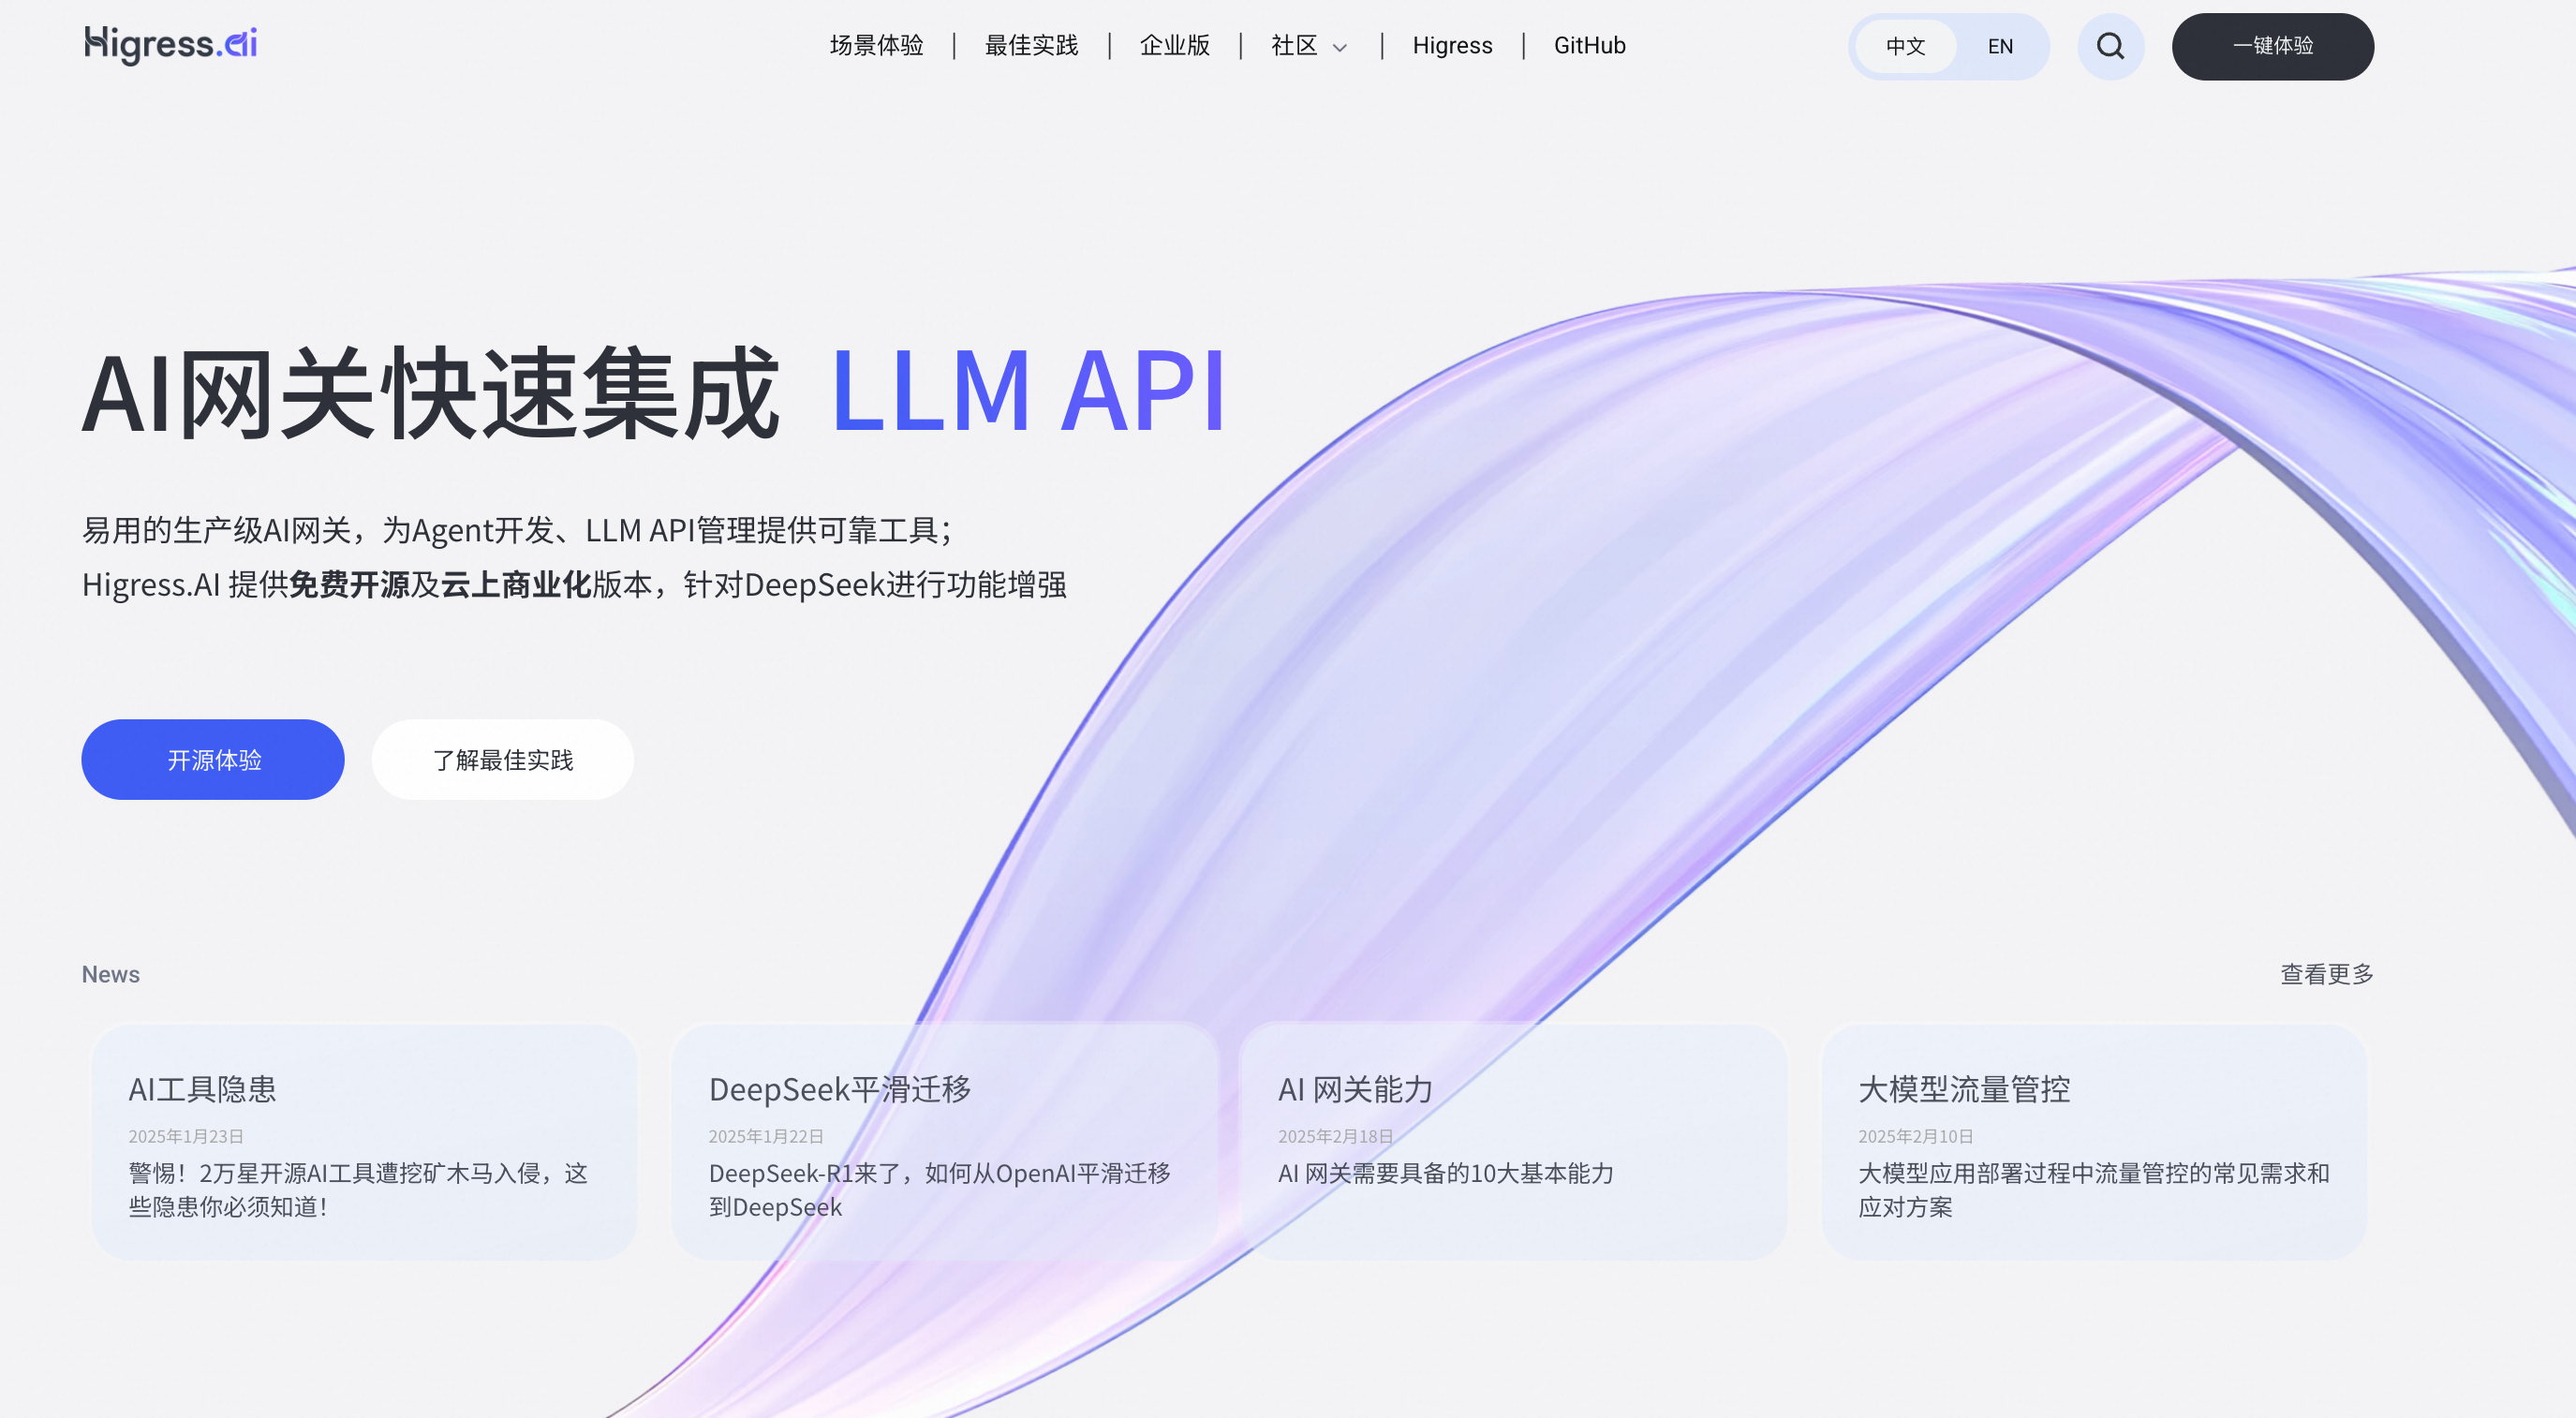 Higress.ai
场景体验 | 最佳实践 | 企业版 | 社区 | Higress | GitHub
中文 EN
一键体验
AI网关快速集成 LLM API
易用的生产级AI网关，为Agent开发、LLM API管理提供可靠工具；
Higress.AI 提供免费开源及云上商业化版本，针对DeepSeek进行功能增强
开源体验
了解最佳实践
News
查看更多
AI工具隐患
2025年1月23日
警惕！2万星开源AI工具遭挖矿木马入侵，这
些隐患你必须知道！
DeepSeek平滑迁移
2025年1月22日
DeepSeek-R1来了，如何从OpenAI平滑迁移
到DeepSeek
AI 网关能力
2025年2月18日
AI 网关需要具备的10大基本能力
大模型流量管控
2025年2月10日
大模型应用部署过程中流量管控的常见需求和
应对方案